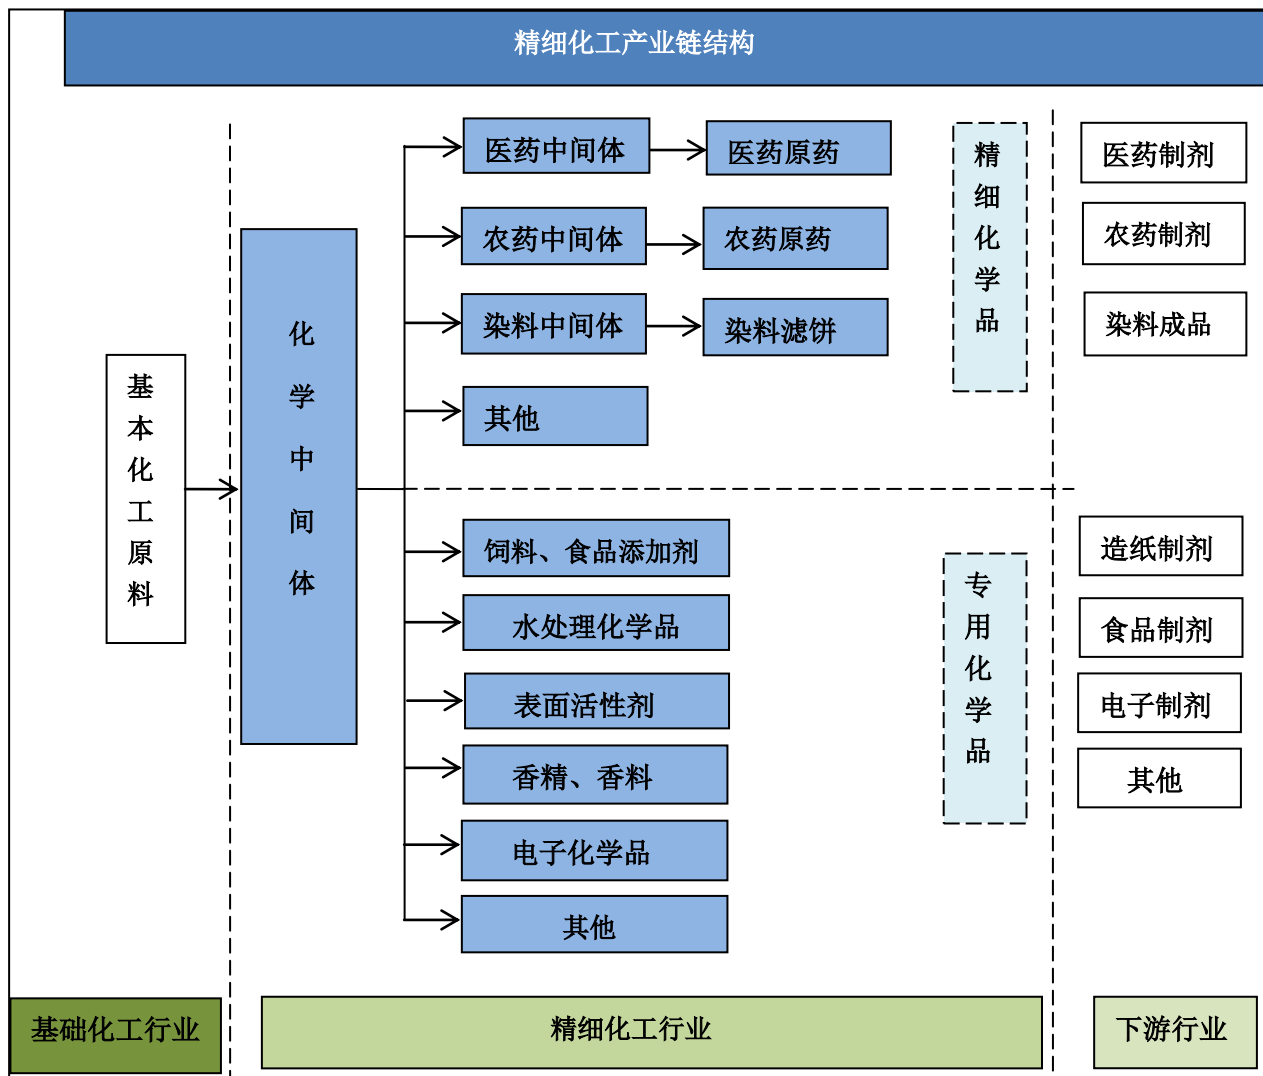 精细化工产业链结构
基本化工原料
化学中间体
医药中间体
医药原药
农药中间体
农药原药
染料中间体
染料滤饼
其他
精细化学品
医药制剂
农药制剂
染料成品
饲料、食品添加剂
水处理化学品
表面活性剂
香精、香料
电子化学品
其他
专用化学品
造纸制剂
食品制剂
电子制剂
其他
基础化工行业
精细化工行业
下游行业